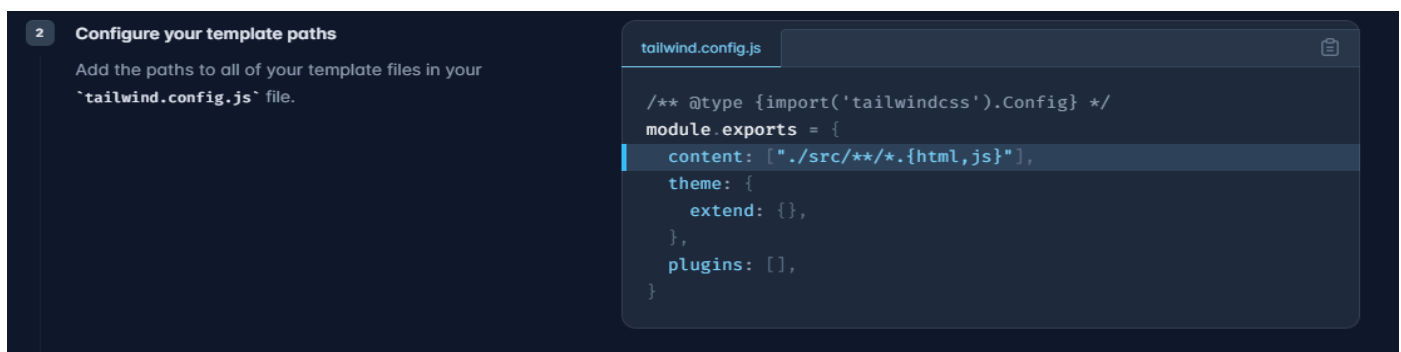 2
Configure your template paths
Add the paths to all of your template files in your
`tailwind.config.js` file.
tailwind.config.js
/** @type {import('tailwindcss').Config} */
module.exports = {
  content: ["./src/**/*.{html,js}"],
  theme: {
    extend: {},
  },
  plugins: [],
}